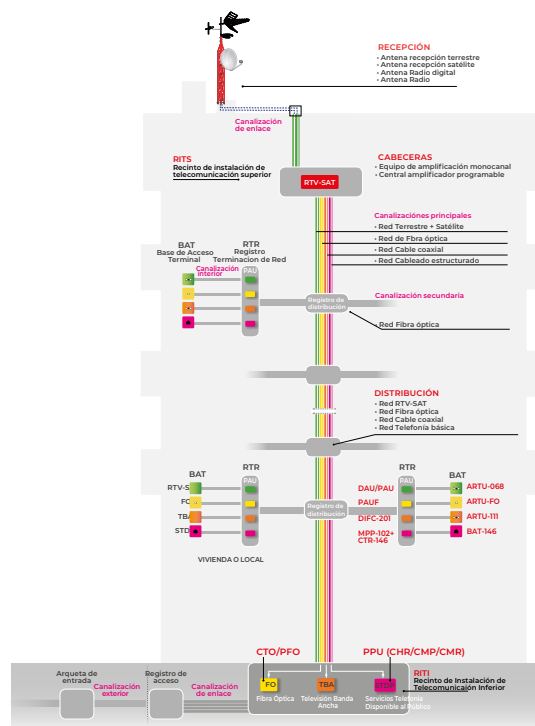 RECEPCIÓN
• Antena recepción terrestre
• Antena recepción satélite
• Antena Radio digital
• Antena Radio
Canalización
de enlace
RITS
Recinto de instalación de
telecomunicación superior
CABECERAS
• Equipo de amplificación monocanal
• Central amplificador programable
RTV-SAT
Canalizaciónes principales
• Red Terrestre + Satélite
• Red de Fbra óptica
• Red Cable coaxial
• Red Cableado estructurado
BAT
Base de Acceso
Terminal
RTR
Registro
Terminacion de Red
Canalización
interior
PAU
Canalización secundaria
Registro de
distribución
• Red Fibra óptica
DISTRIBUCIÓN
• Red RTV-SAT
• Red Fibra óptica
• Red Cable coaxial
• Red Telefonía básica
BAT
RTR
PAU
RTV-S
FO
TBA
STD
VIVIENDA O LOCAL
Registro de
distribución
RTR
BAT
PAU
DAU/PAU
PAUF
DIFC-201
MPP-102+
CTR-146
ARTU-068
ARTU-FO
ARTU-111
BAT-146
CTO/PFO
PPU (CHR/CMP/CMR)
RITI
Recinto de Instalación de
Telecomunicación Inferior
FO
TBA
STDP
Fibra Óptica
Televisión Banda
Ancha
Servicios Telefonía
Disponible al Público
Arqueta de
entrada
Canalización
exterior
Registro de
acceso
Canalización
de enlace